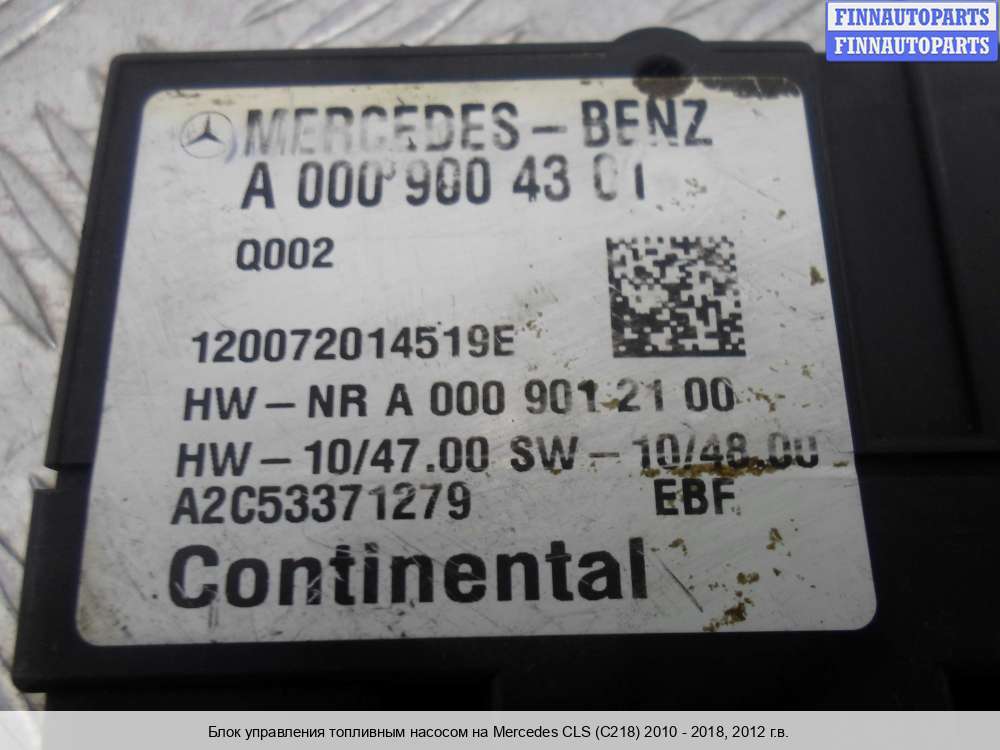 FINNAUTOPARTS
FINNAUTOPARTS
MERCEDES-BENZ
A 000 900 43 01
Q002
120072014519E
HW-NR A 000 901 21 00
HW-10/47.00 SW-10/48.00
A2C53371279 EBF
Continental
Блок управления топливным насосом на Mercedes CLS (C218) 2010 - 2018, 2012 г.в.